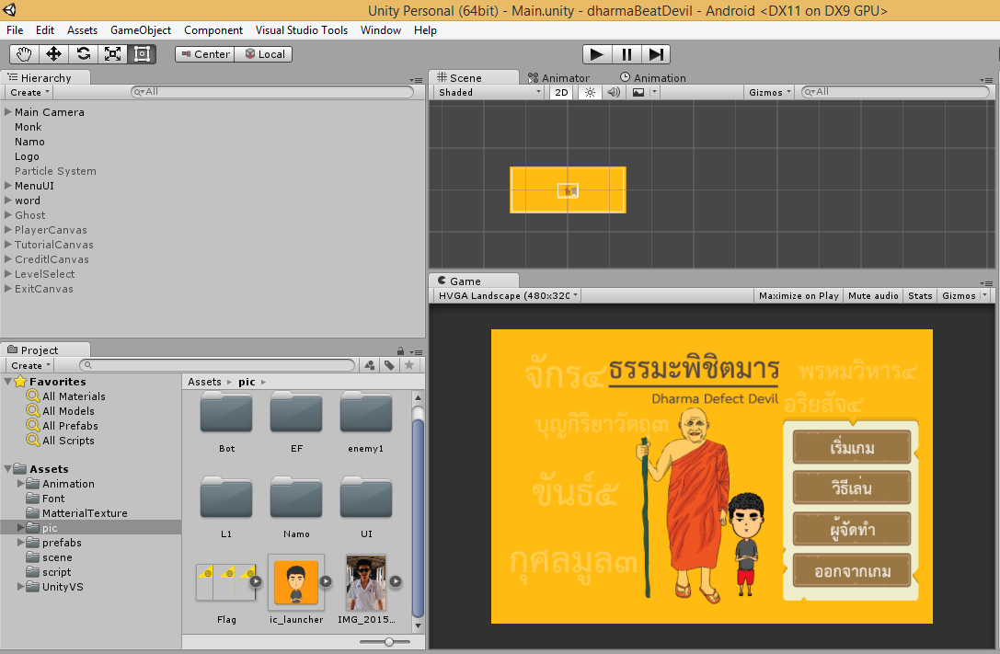 Unity Personal (64bit) - Main.unity - dharmaBeatDevil - Android <DX11 on DX9 GPU>
File Edit Assets GameObject Component Visual Studio Tools Window Help
Center Local
Hierarchy
Create All
Main Camera
Monk
Namo
Logo
Particle System
MenuUI
word
Ghost
PlayerCanvas
TutorialCanvas
CreditlCanvas
LevelSelect
ExitCanvas
Scene Animator Animation
Shaded 2D Gizmos All
Game
HVGA Landscape (480x320 Maximize on Play Mute audio Stats Gizmos
จักร๔
ธรรมะพิชิตมาร
พรหมวิหาร๔
Dharma Defect Devil
อริยสัจ๔
บุญกิริยาวัตถุ๓
ขันธ์๕
กุศลมูล๓
เริ่มเกม
วิธีเล่น
ผู้จัดทำ
ออกจากเกม
Project
Create
Favorites
All Materials
All Models
All Prefabs
All Scripts
Assets
Animation
Font
MatterialTexture
pic
prefabs
scene
script
UnityVS
Assets pic
Bot EF enemy1
L1 Namo UI
Flag ic_launcher IMG_2015...